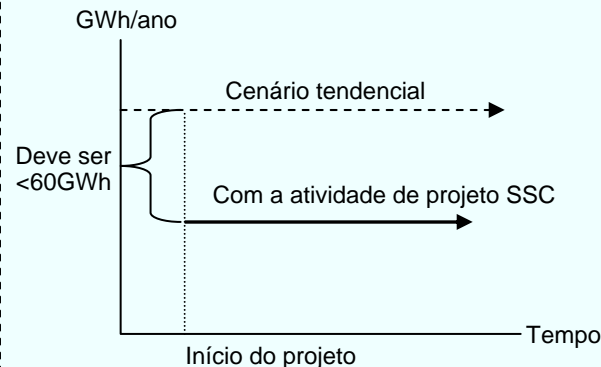 GWh/ano
Cenário tendencial
Deve ser
<60GWh
Com a atividade de projeto SSC
Tempo
Início do projeto